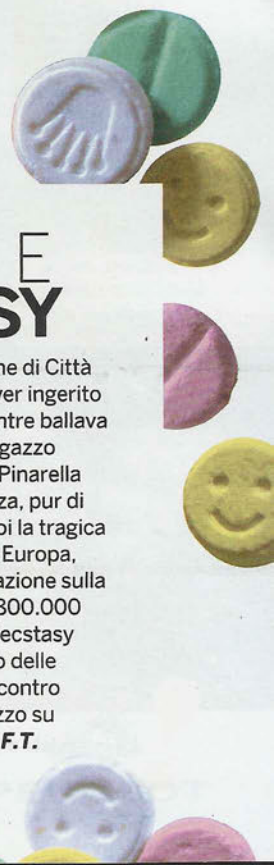 E
SY
ne di Città
ver ingerito
ntre ballava
gazzo
Pinarella
za, pur di
oi la tragica
Europa,
azione sulla
800.000
ecstasy
o delle
contro
zzo su
F.T.